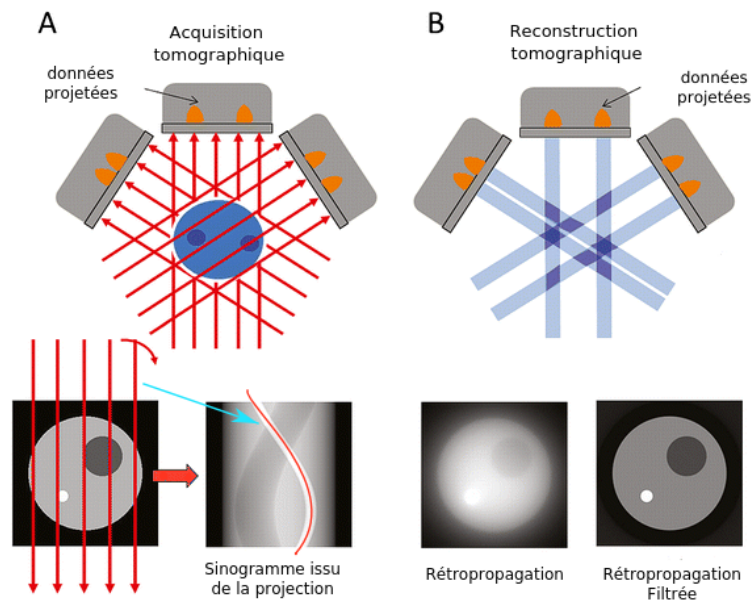 A
Acquisition
tomographique
données
projetées
B
Reconstruction
tomographique
données
projetées
Sinogramme issu
de la projection
Rétropropagation
Rétropropagation
Filtrée